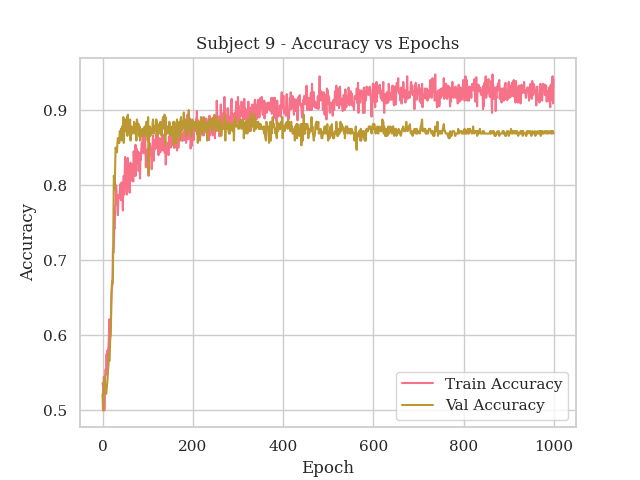 Subject 9 - Accuracy vs Epochs
Accuracy
0.9
0.8
0.7
0.6
0.5
Train Accuracy
Val Accuracy
0 200 400 600 800 1000
Epoch